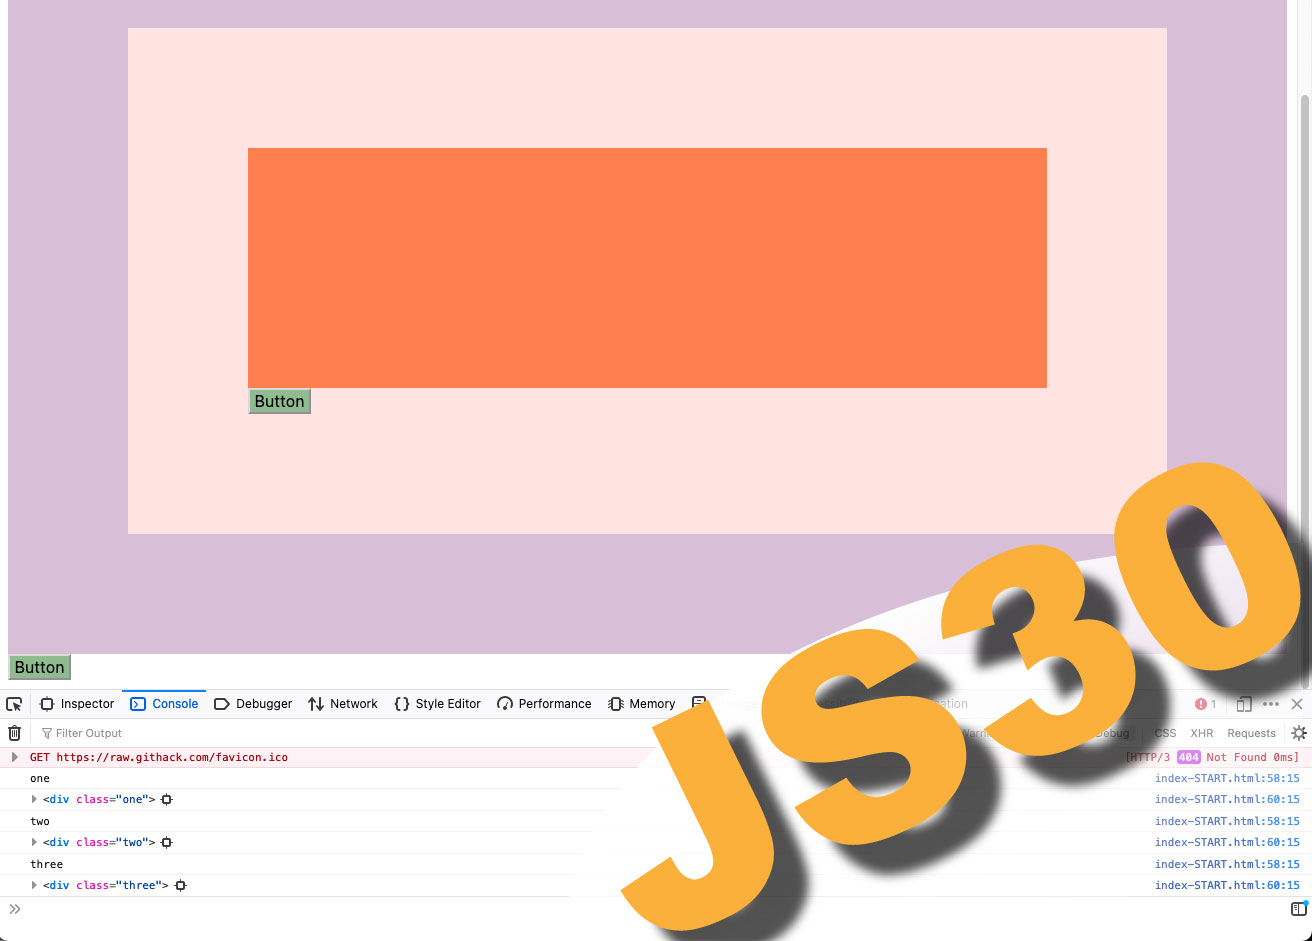 Button
Button
Inspector Console Debugger Network Style Editor Performance Memory
Filter Output Debug CSS XHR Requests
GET https://raw.githack.com/favicon.ico [HTTP/3 404 Not Found 0ms]
one index-START.html:58:15
<div class="one"> index-START.html:60:15
two index-START.html:58:15
<div class="two"> index-START.html:60:15
three index-START.html:58:15
<div class="three"> index-START.html:60:15
JS30
1